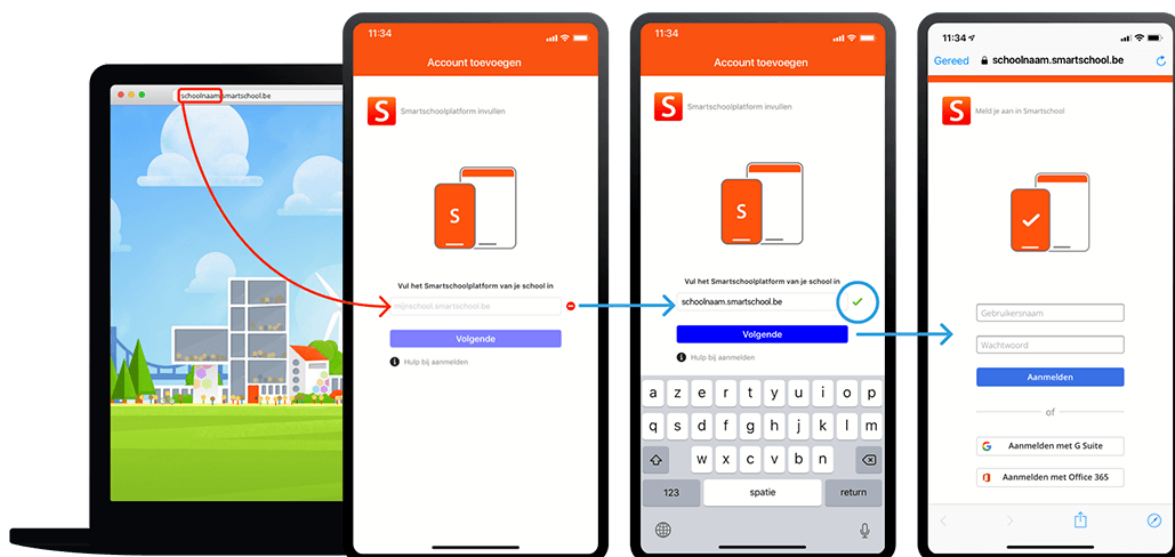 schoolnaam.smartschool.be
11:34
Account toevoegen
S
Smartschoolplatform invullen
S
Vul het Smartschoolplatform van je school in
mijnschool.smartschool.be
Volgende
i Hulp bij aanmelden
11:34
Account toevoegen
S
Smartschoolplatform invullen
S
Vul het Smartschoolplatform van je school in
schoolnaam.smartschool.be
Volgende
i Hulp bij aanmelden
a z e r t y u i o p
q s d f g h j k l m
w x c v b n
123 spatie return
11:34
Gereed schoolnaam.smartschool.be
S
Meld je aan in Smartschool
Gebruikersnaam
Wachtwoord
Aanmelden
of
G Aanmelden met G Suite
Aanmelden met Office 365